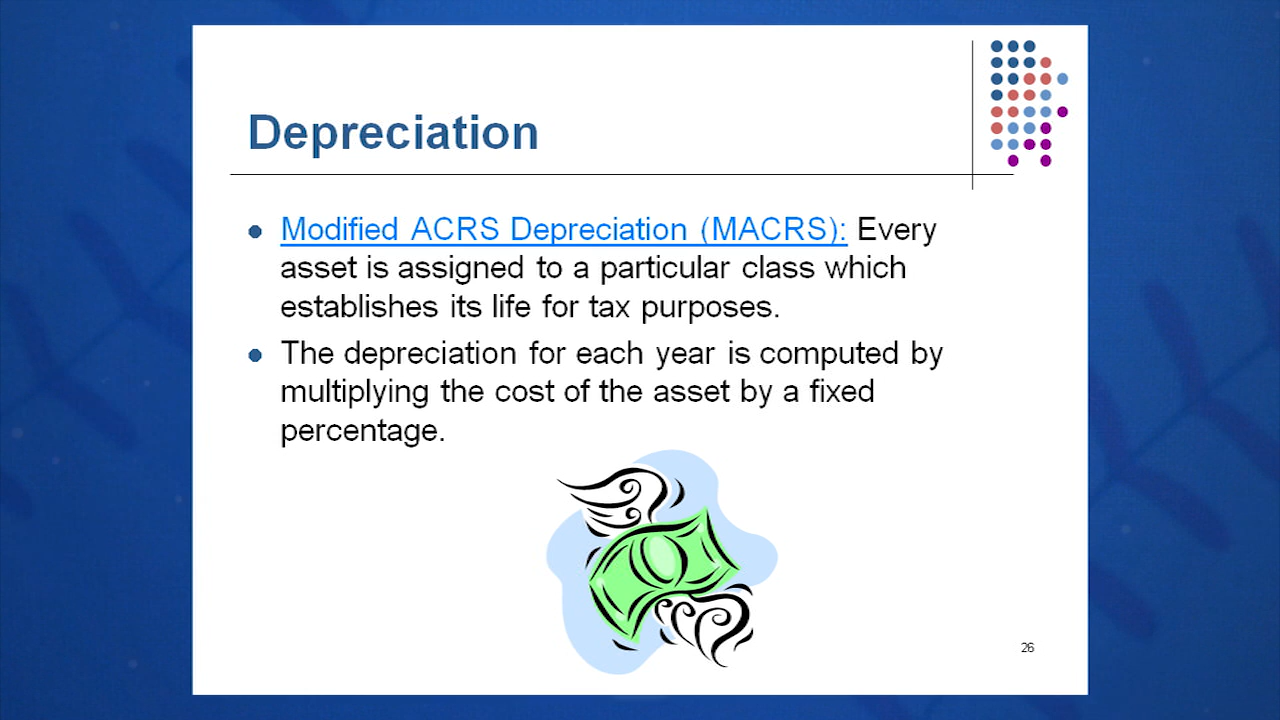 Depreciation
Modified ACRS Depreciation (MACRS): Every
asset is assigned to a particular class which
establishes its life for tax purposes.
The depreciation for each year is computed by
multiplying the cost of the asset by a fixed
percentage.
26